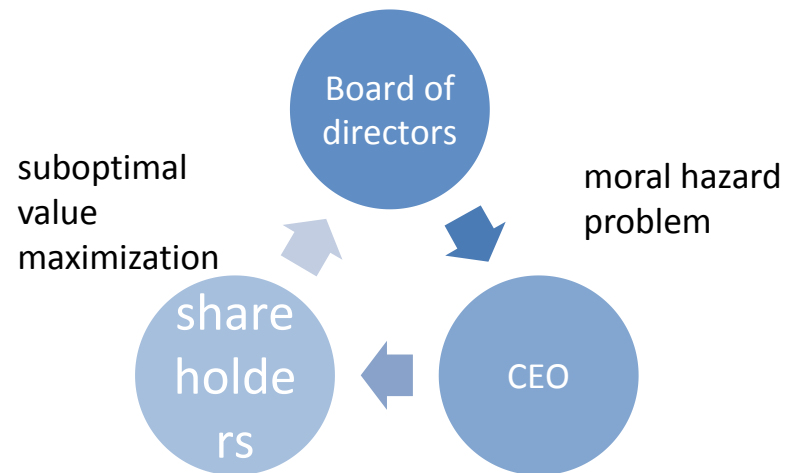 Board of
directors
suboptimal
value
maximization
moral hazard
problem
share
holde
rs
CEO